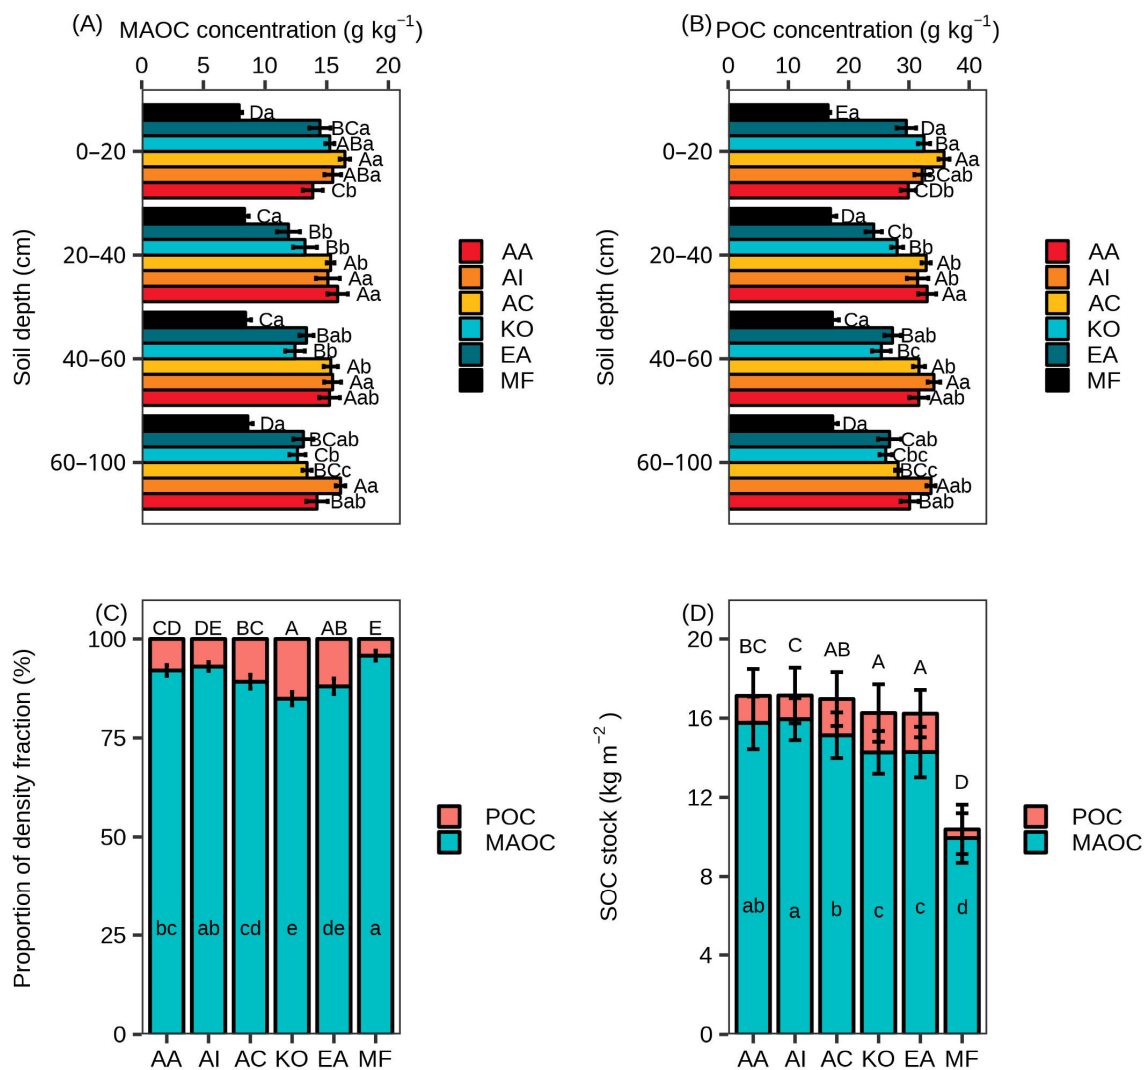 (A) MAOC concentration (g kg⁻¹)
0 5 10 15 20
Soil depth (cm)
0–20
20–40
40–60
60–100
Da
BCa
ABa
Aa
ABa
Cb
Ca
Bb
Bb
Ab
Aa
Aa
Ca
Bab
Bb
Ab
Aa
Aab
Da
BCab
Cb
BCc
Aa
Bab
AA
AI
AC
KO
EA
MF
(B) POC concentration (g kg⁻¹)
0 10 20 30 40
Soil depth (cm)
0–20
20–40
40–60
60–100
Ea
Da
Ba
Aa
BCab
CDb
Da
Cb
Bb
Ab
Ab
Aa
Ca
Bab
Bc
Ab
Aa
Aab
Da
Cab
Cbc
BCc
Aab
Bab
AA
AI
AC
KO
EA
MF
(C)
Proportion of density fraction (%)
100
75
50
25
0
CD DE BC A AB E
bc ab cd e de a
AA AI AC KO EA MF
POC
MAOC
(D)
SOC stock (kg m⁻² )
20
16
12
8
4
0
BC C AB A A D
ab a b c c d
AA AI AC KO EA MF
POC
MAOC